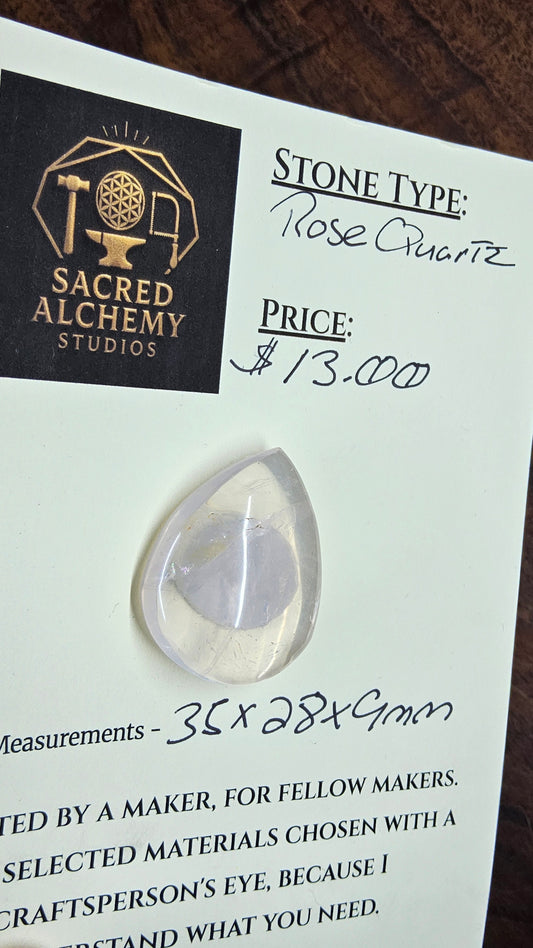 SACRED
ALCHEMY
STUDIOS
STONE TYPE:
Rose Quartz
PRICE:
$13.00
Measurements - 35x28x9mm
TED BY A MAKER, FOR FELLOW MAKERS.
SELECTED MATERIALS CHOSEN WITH A
CRAFTSPERSON'S EYE, BECAUSE I
ERSTAND WHAT YOU NEED.